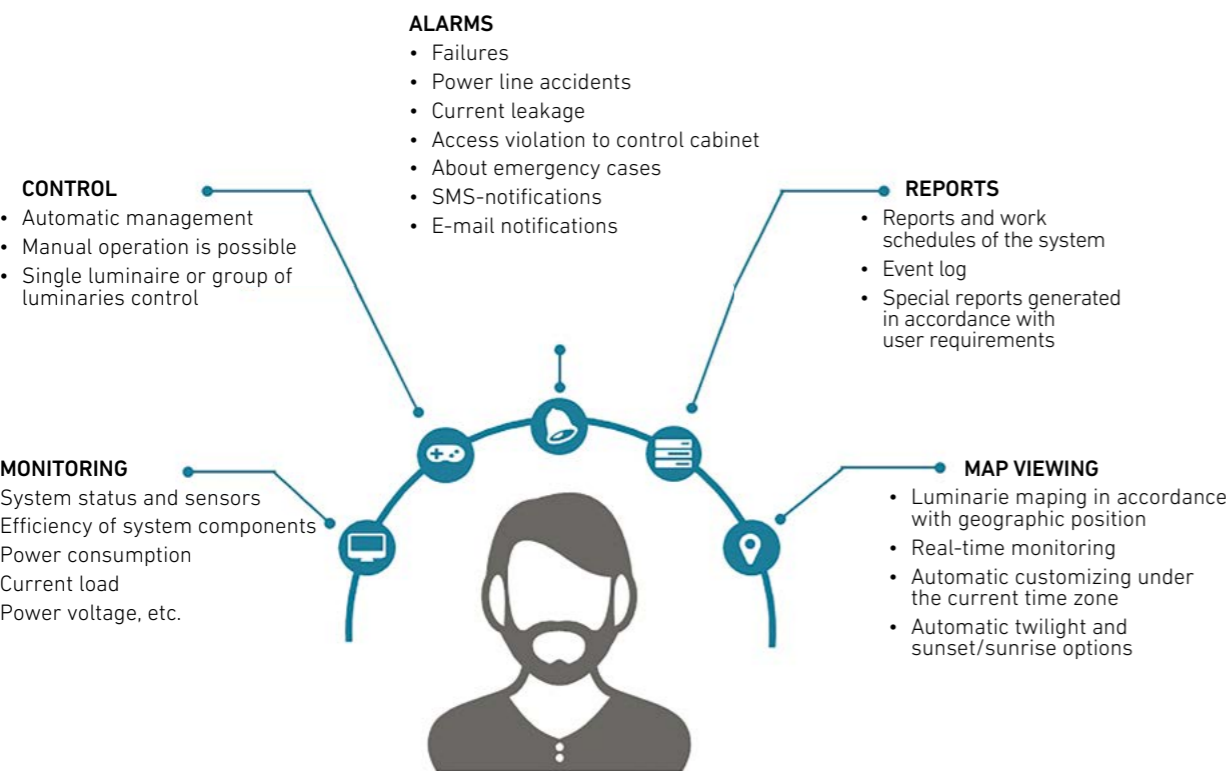 ALARMS
• Failures
• Power line accidents
• Current leakage
• Access violation to control cabinet
• About emergency cases
• SMS-notifications
• E-mail notifications
CONTROL
• Automatic management
• Manual operation is possible
• Single luminaire or group of
luminaries control
REPORTS
• Reports and work
schedules of the system
• Event log
• Special reports generated
in accordance with
user requirements
MONITORING
System status and sensors
Efficiency of system components
Power consumption
Current load
Power voltage, etc.
MAP VIEWING
• Luminarie maping in accordance
with geographic position
• Real-time monitoring
• Automatic customizing under
the current time zone
• Automatic twilight and
sunset/sunrise options